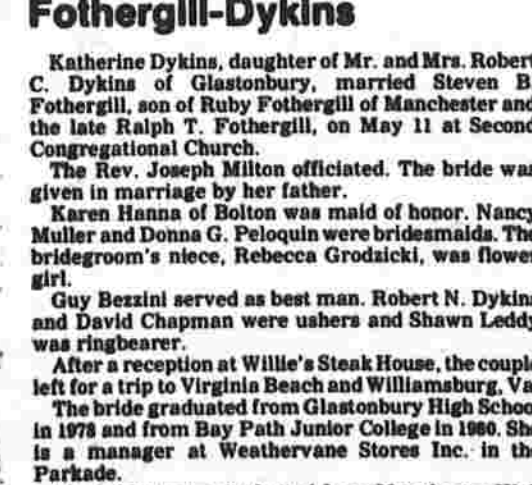 Fothergill-Dykins
Katherine Dykins, daughter of Mr. and Mrs. Robert
C. Dykins of Glastonbury, married Steven B.
Fothergill, son of Ruby Fothergill of Manchester and
the late Ralph T. Fothergill, on May 11 at Second
Congregational Church.
The Rev. Joseph Milton officiated. The bride was
given in marriage by her father.
Karen Hanna of Bolton was maid of honor. Nancy
Muller and Donna G. Peloquin were bridesmaids. The
bridegroom's niece, Rebecca Grodzicki, was flower
girl.
Guy Bezzini served as best man. Robert N. Dykins
and David Chapman were ushers and Shawn Leddy
was ringbearer.
After a reception at Willie's Steak House, the couple
left for a trip to Virginia Beach and Williamsburg, Va.
The bride graduated from Glastonbury High School
in 1978 and from Bay Path Junior College in 1980. She
is a manager at Weathervane Stores Inc. in the
Parkade.